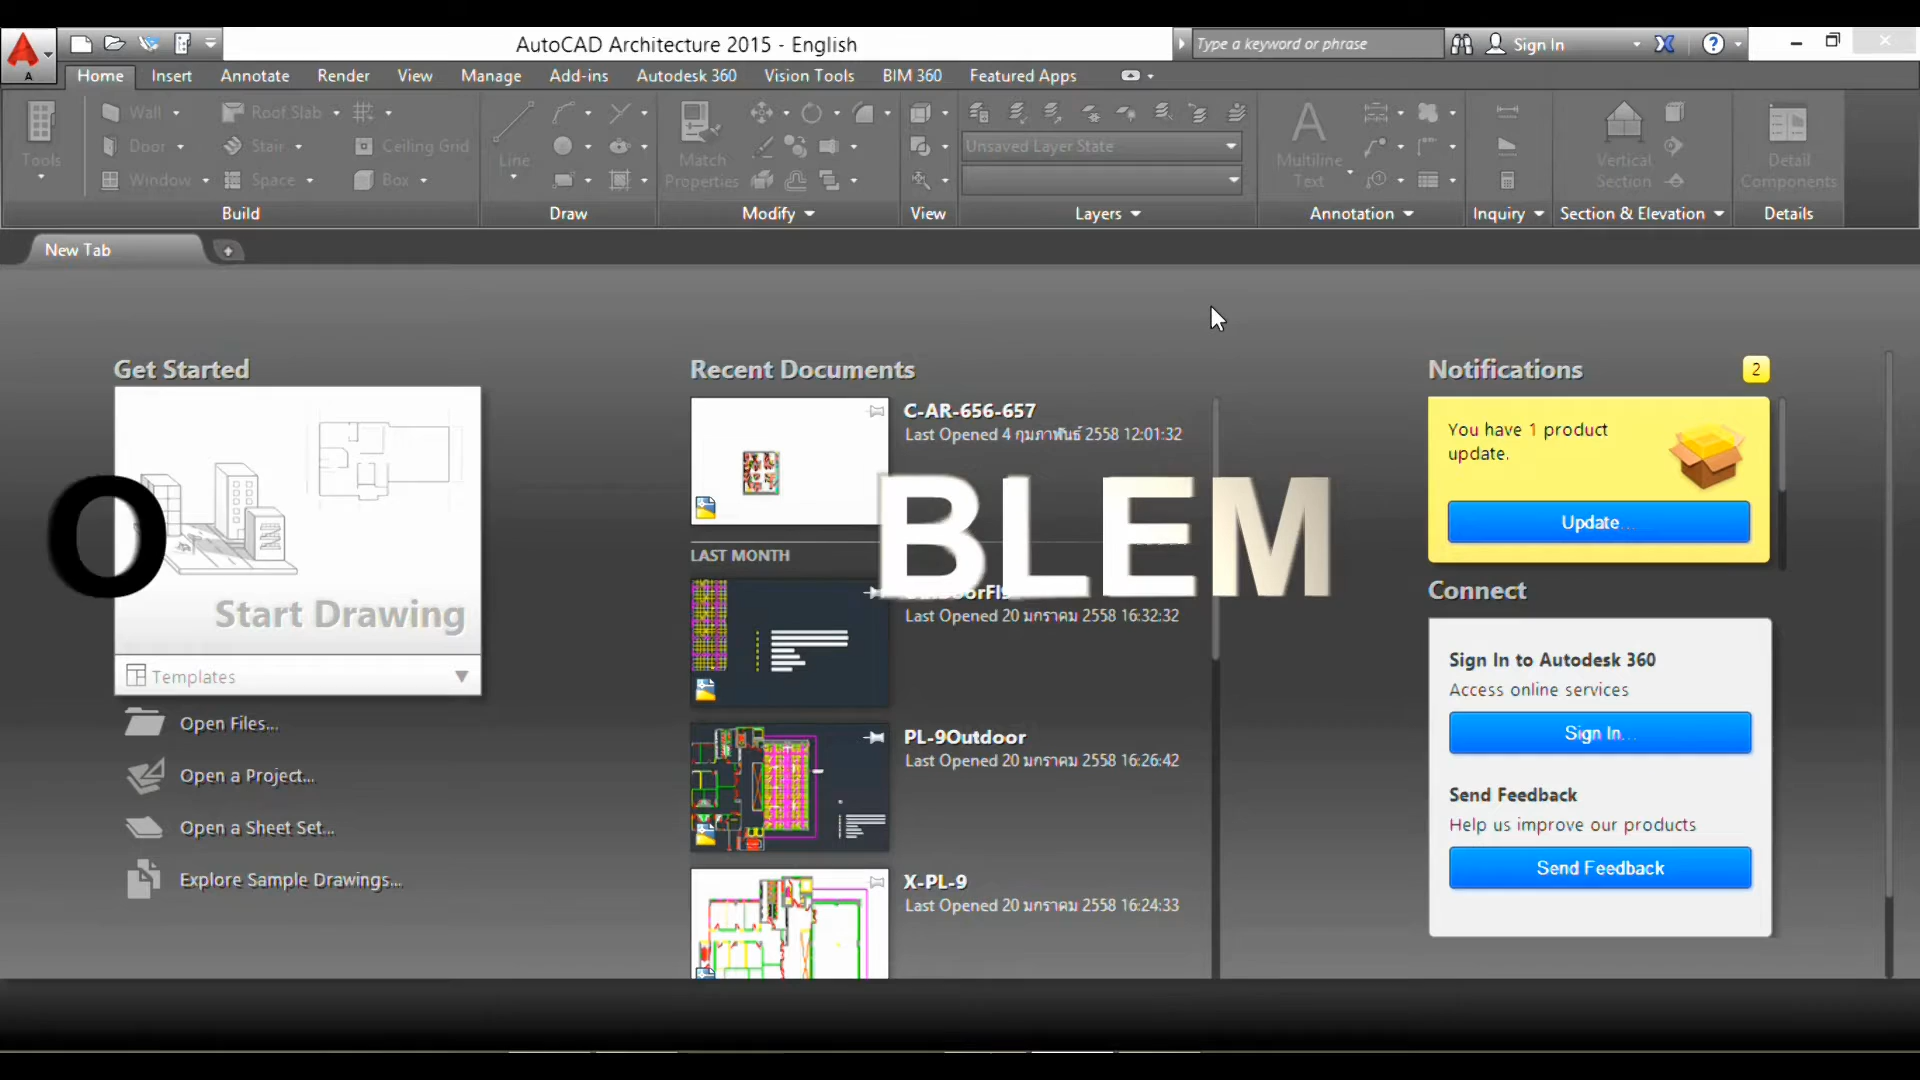 AutoCAD Architecture 2015 - English
Type a keyword or phrase
Sign In
A
Home
Insert
Annotate
Render
View
Manage
Add-ins
Autodesk 360
Vision Tools
BIM 360
Featured Apps
Tools
Wall
Door
Window
Roof Slab
Stair
Space
Ceiling Grid
Box
Build
Line
Draw
Match
Properties
Modify
View
Unsaved Layer State
Layers
Multiline
Text
Annotation
Inquiry
Vertical
Section
Section & Elevation
Detail
Components
Details
New Tab
Get Started
Start Drawing
Templates
Open Files...
Open a Project...
Open a Sheet Set...
Explore Sample Drawings...
O
BLEM
Recent Documents
C-AR-656-657
Last Opened 4 กุมภาพันธ์ 2558 12:01:32
LAST MONTH
Last Opened 20 มกราคม 2558 16:32:32
PL-9Outdoor
Last Opened 20 มกราคม 2558 16:26:42
X-PL-9
Last Opened 20 มกราคม 2558 16:24:33
Notifications
2
You have 1 product
update.
Update...
Connect
Sign In to Autodesk 360
Access online services
Sign In...
Send Feedback
Help us improve our products
Send Feedback